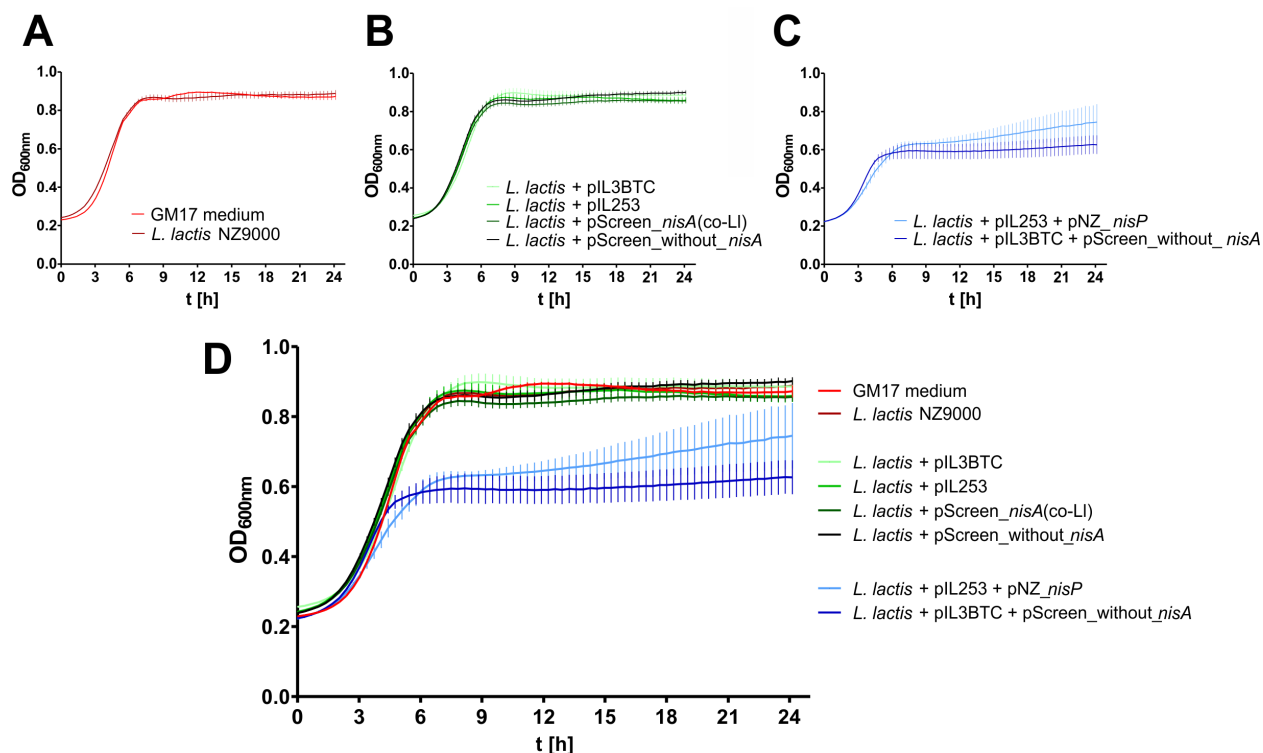 A
1.0
0.8
0.6
0.4
0.2
0.0
OD600nm
GM17 medium
L. lactis NZ9000
0 3 6 9 12 15 18 21 24
t [h]
B
1.0
0.8
0.6
0.4
0.2
0.0
OD600nm
L. lactis + pIL3BTC
L. lactis + pIL253
L. lactis + pScreen_nisA(co-Ll)
L. lactis + pScreen_without_nisA
0 3 6 9 12 15 18 21 24
t [h]
C
1.0
0.8
0.6
0.4
0.2
0.0
OD600nm
L. lactis + pIL253 + pNZ_nisP
L. lactis + pIL3BTC + pScreen_without_ nisA
0 3 6 9 12 15 18 21 24
t [h]
D
1.0
0.8
0.6
0.4
0.2
0.0
OD600nm
0 3 6 9 12 15 18 21 24
t [h]
GM17 medium
L. lactis NZ9000
L. lactis + pIL3BTC
L. lactis + pIL253
L. lactis + pScreen_nisA(co-Ll)
L. lactis + pScreen_without_nisA
L. lactis + pIL253 + pNZ_nisP
L. lactis + pIL3BTC + pScreen_without_nisA